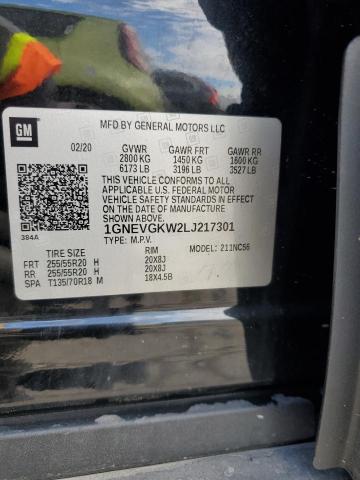 GM
MFD BY GENERAL MOTORS LLC
02/20 GVWR GAWR FRT GAWR RR
2800 KG 1450 KG 1600 KG
6173 LB 3196 LB 3527 LB
THIS VEHICLE CONFORMS TO ALL
APPLICABLE U.S. FEDERAL MOTOR
VEHICLE SAFETY STANDARDS IN EFFECT ON
THE DATE OF MANUFACTURE SHOWN ABOVE.
1GNEVGKW2LJ217301
TYPE: M.P.V. MODEL: 211NC56
384A
TIRE SIZE RIM
FRT 255/55R20 H 20X8J
RR 255/55R20 H 20X8J
SPA T135/70R18 M 18X4.5B